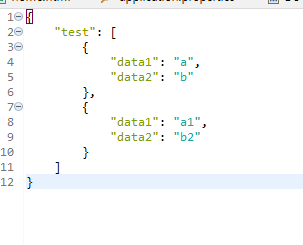 1 {
2     "test": [
3         {
4             "data1": "a",
5             "data2": "b"
6         },
7         {
8             "data1": "a1",
9             "data2": "b2"
10         }
11     ]
12 }